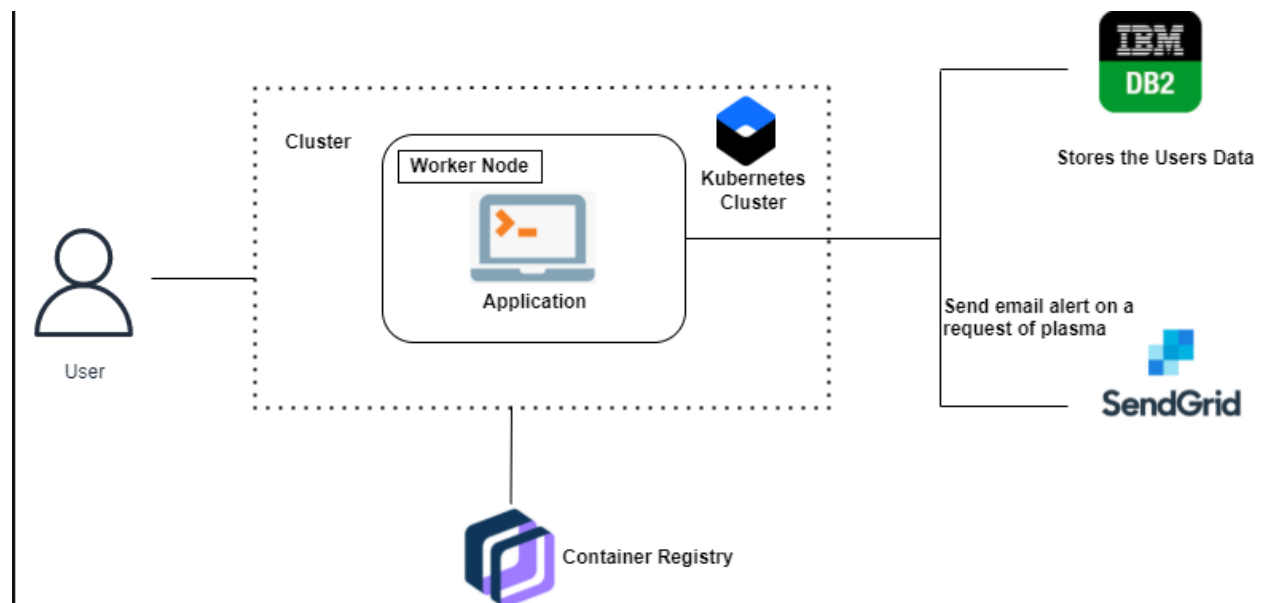 IBM
DB2
Stores the Users Data
Cluster
Worker Node
Kubernetes
Cluster
Application
User
Send email alert on a
request of plasma
SendGrid
Container Registry